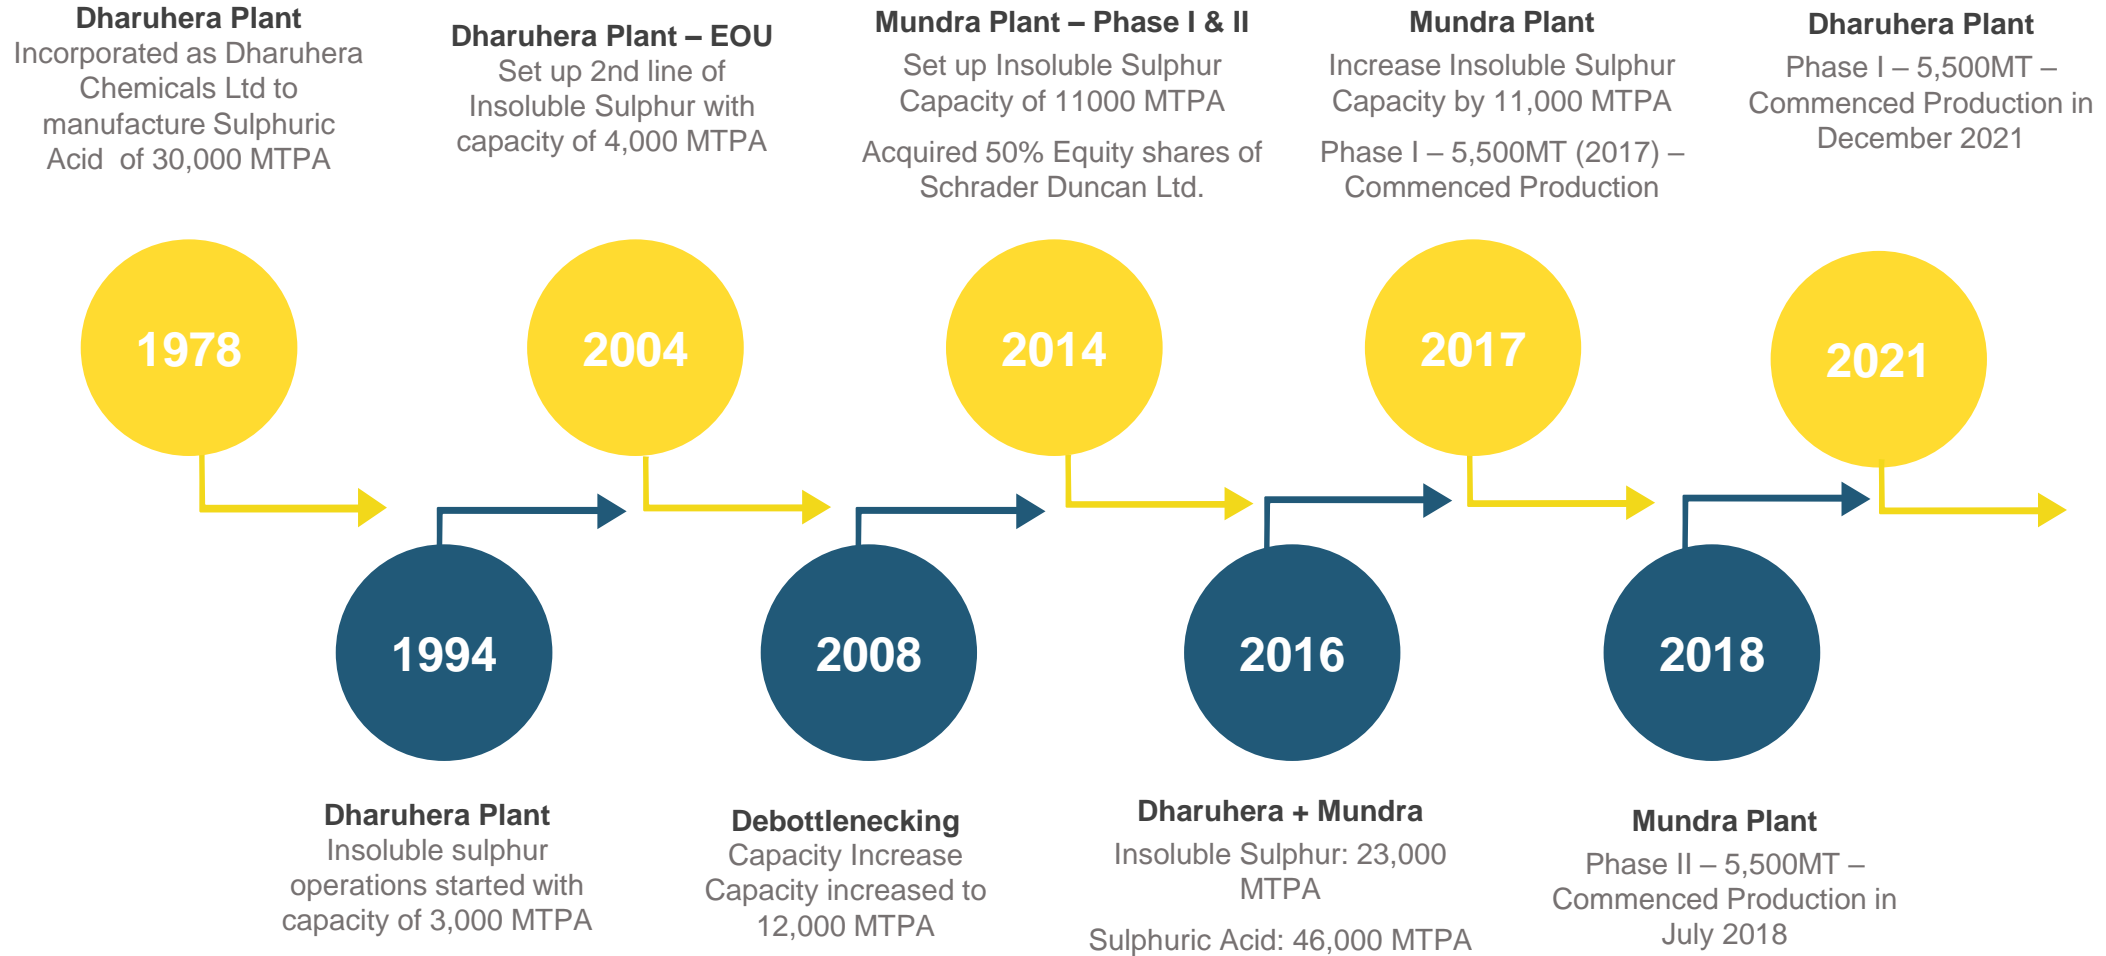 Dharuhera Plant
Incorporated as Dharuhera
Chemicals Ltd to
manufacture Sulphuric
Acid of 30,000 MTPA
Dharuhera Plant – EOU
Set up 2nd line of
Insoluble Sulphur with
capacity of 4,000 MTPA
Mundra Plant – Phase I & II
Set up Insoluble Sulphur
Capacity of 11000 MTPA
Acquired 50% Equity shares of
Schrader Duncan Ltd.
Mundra Plant
Increase Insoluble Sulphur
Capacity by 11,000 MTPA
Phase I – 5,500MT (2017) –
Commenced Production
Dharuhera Plant
Phase I – 5,500MT –
Commenced Production in
December 2021
1978
2004
2014
2017
2021
1994
2008
2016
2018
Dharuhera Plant
Insoluble sulphur
operations started with
capacity of 3,000 MTPA
Debottlenecking
Capacity Increase
Capacity increased to
12,000 MTPA
Dharuhera + Mundra
Insoluble Sulphur: 23,000
MTPA
Sulphuric Acid: 46,000 MTPA
Mundra Plant
Phase II – 5,500MT –
Commenced Production in
July 2018